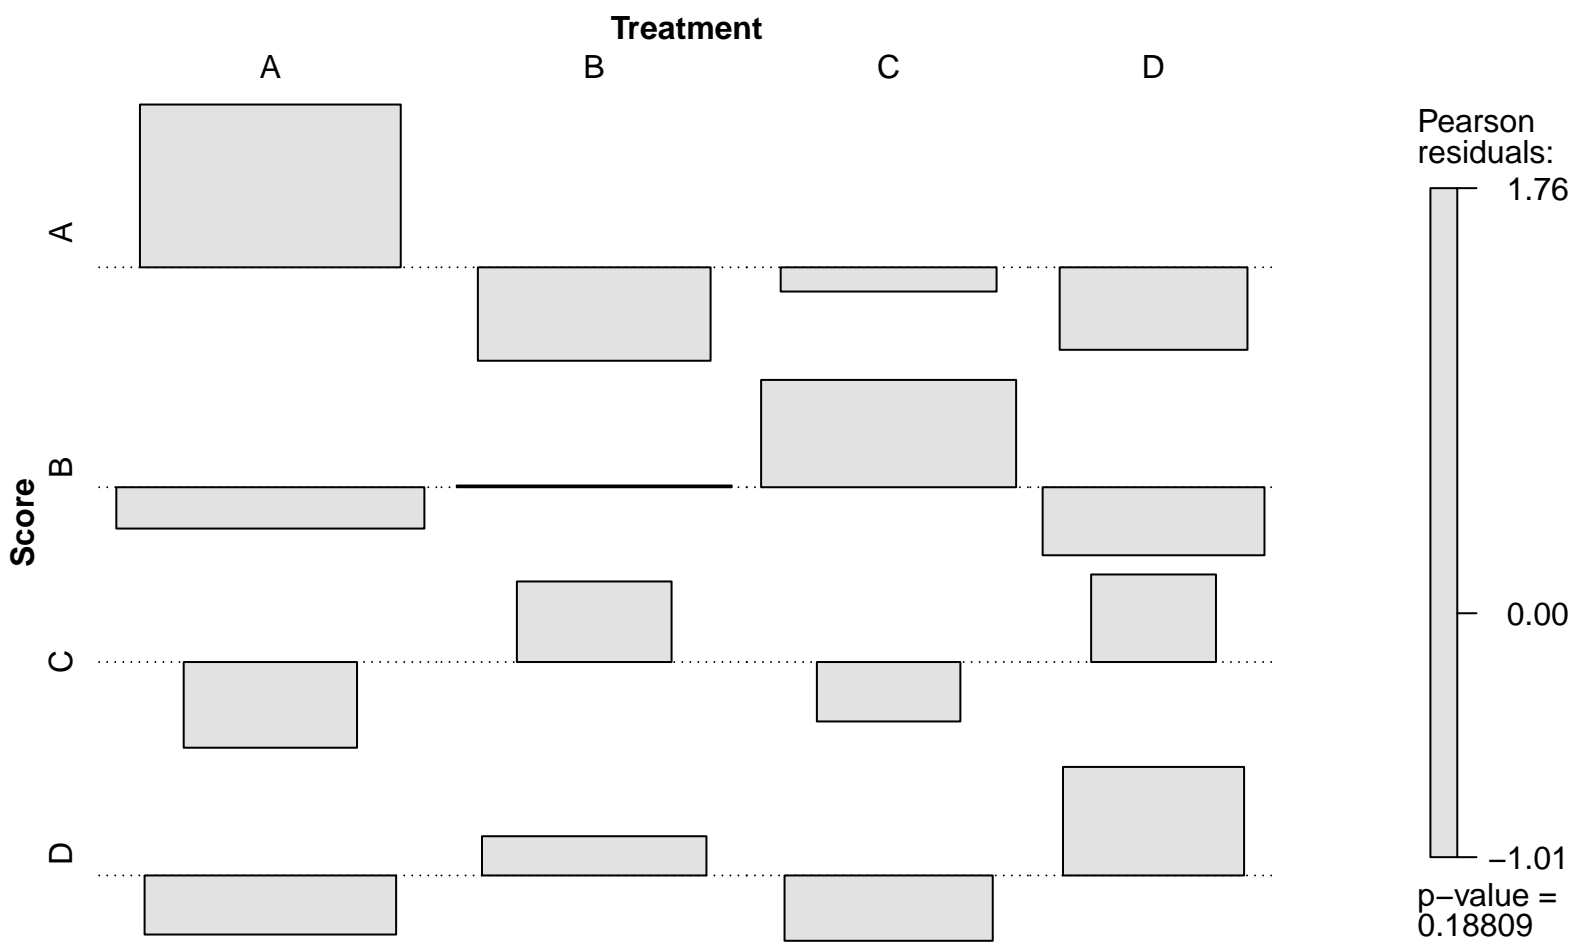 Treatment
A B C D
Score
A
B
C
D
Pearson
residuals:
1.76
0.00
−1.01
p−value =
0.18809